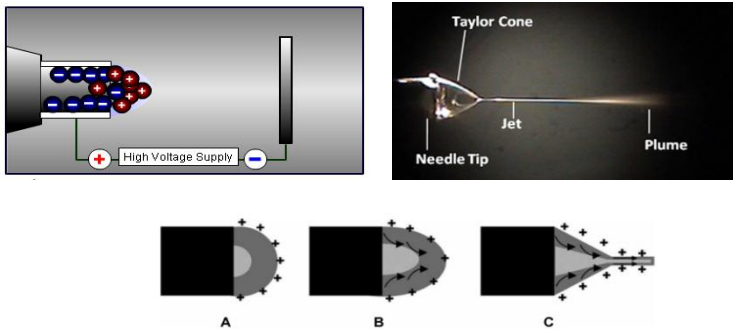 High Voltage Supply
Taylor Cone
Jet
Needle Tip
Plume
A B C